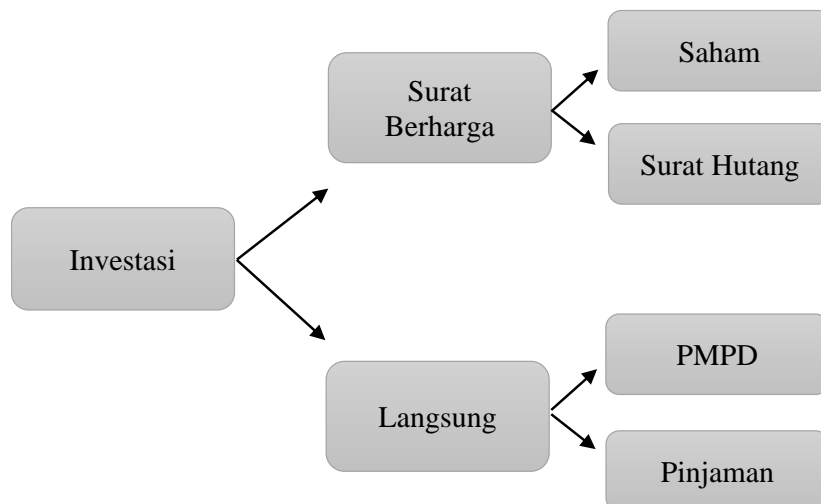 Saham
Surat
Berharga
Surat Hutang
Investasi
PMPD
Langsung
Pinjaman